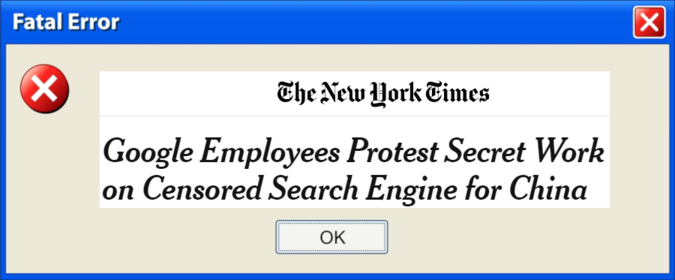 Fatal Error
The New York Times
Google Employees Protest Secret Work
on Censored Search Engine for China
OK